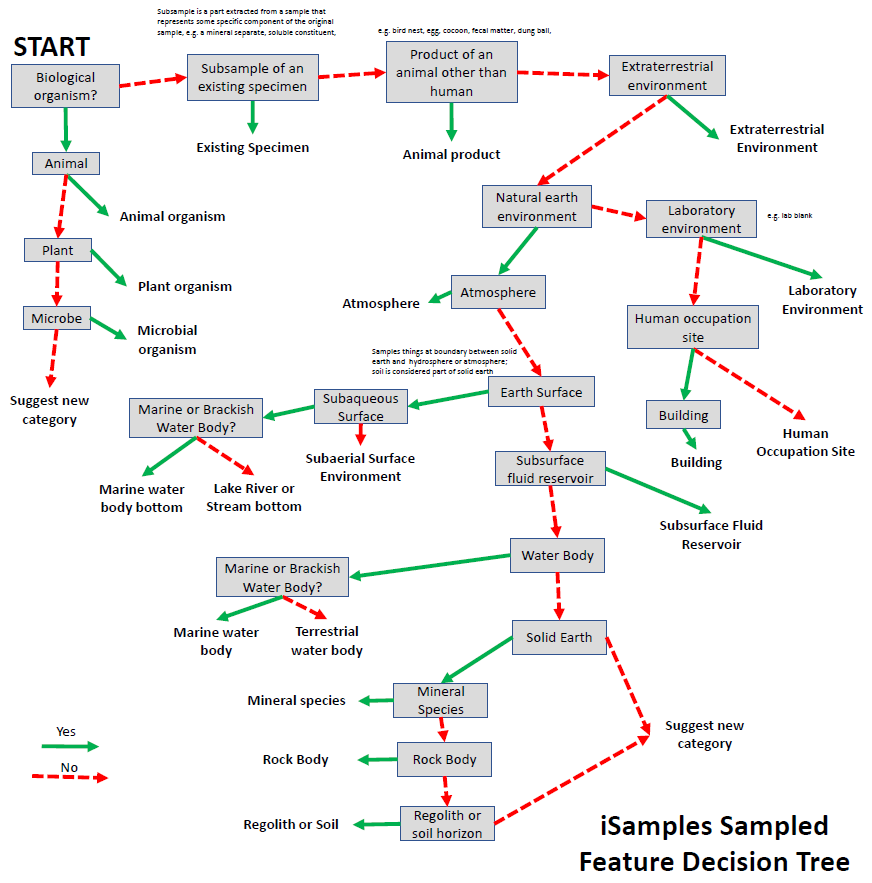 Subsample is a part extracted from a sample that
represents some specific component of the original
sample, e.g. a mineral separate, soluble constituent,
e.g. bird nest, egg, cocoon, fecal matter, dung ball,
START
Biological
organism?
Subsample of an
existing specimen
Product of an
animal other than
human
Extraterrestrial
environment
Existing Specimen
Animal product
Extraterrestrial
Environment
Animal
Animal organism
Natural earth
environment
Laboratory
environment
e.g. lab blank
Plant
Plant organism
Atmosphere
Atmosphere
Laboratory
Environment
Microbe
Microbial
organism
Human occupation
site
Samples things at boundary between solid
earth and hydrosphere or atmosphere;
soil is considered part of solid earth
Suggest new
category
Marine or Brackish
Water Body?
Subaqueous
Surface
Earth Surface
Building
Human
Occupation Site
Building
Subaerial Surface
Environment
Marine water
body bottom
Lake River or
Stream bottom
Subsurface
fluid reservoir
Subsurface Fluid
Reservoir
Water Body
Marine or Brackish
Water Body?
Marine water
body
Terrestrial
water body
Solid Earth
Mineral species
Mineral
Species
Suggest new
category
Yes
No
Rock Body
Rock Body
Regolith or Soil
Regolith or
soil horizon
iSamples Sampled
Feature Decision Tree